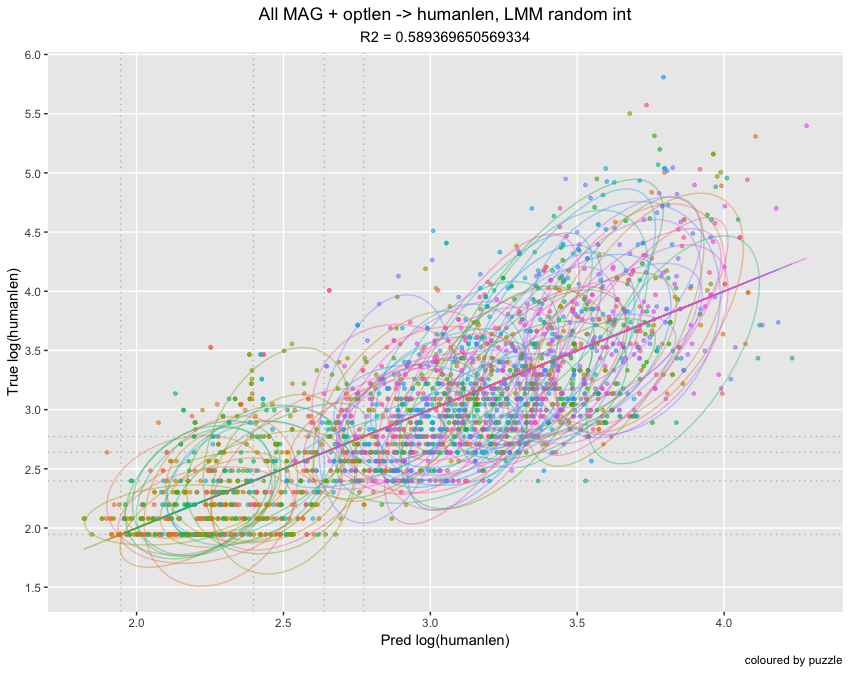 All MAG + optlen -> humanlen, LMM random int
R2 = 0.589369650569334
True log(humanlen)
6.0
5.5
5.0
4.5
4.0
3.5
3.0
2.5
2.0
1.5
2.0 2.5 3.0 3.5 4.0
Pred log(humanlen)
coloured by puzzle